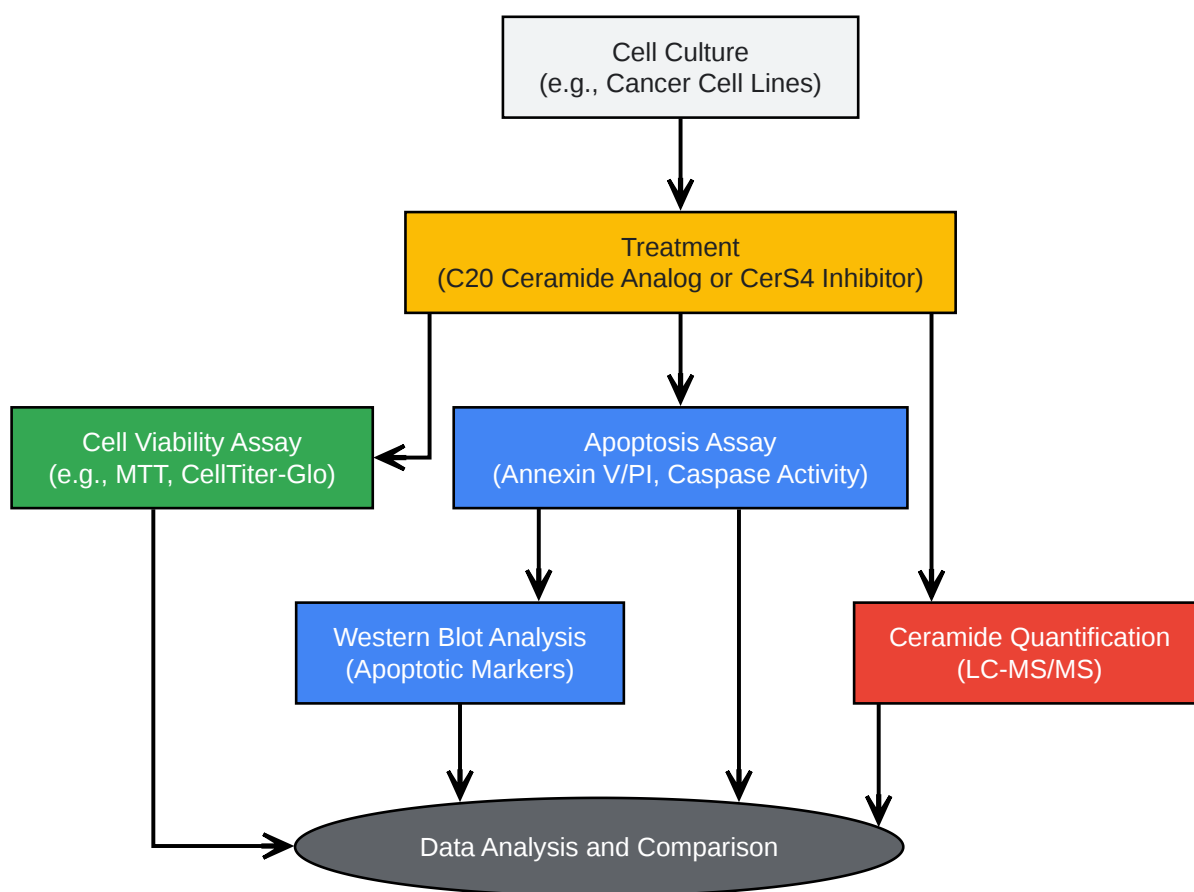 Cell Culture
(e.g., Cancer Cell Lines)
Treatment
(C20 Ceramide Analog or CerS4 Inhibitor)
Cell Viability Assay
(e.g., MTT, CellTiter-Glo)
Apoptosis Assay
(Annexin V/PI, Caspase Activity)
Western Blot Analysis
(Apoptotic Markers)
Ceramide Quantification
(LC-MS/MS)
Data Analysis and Comparison